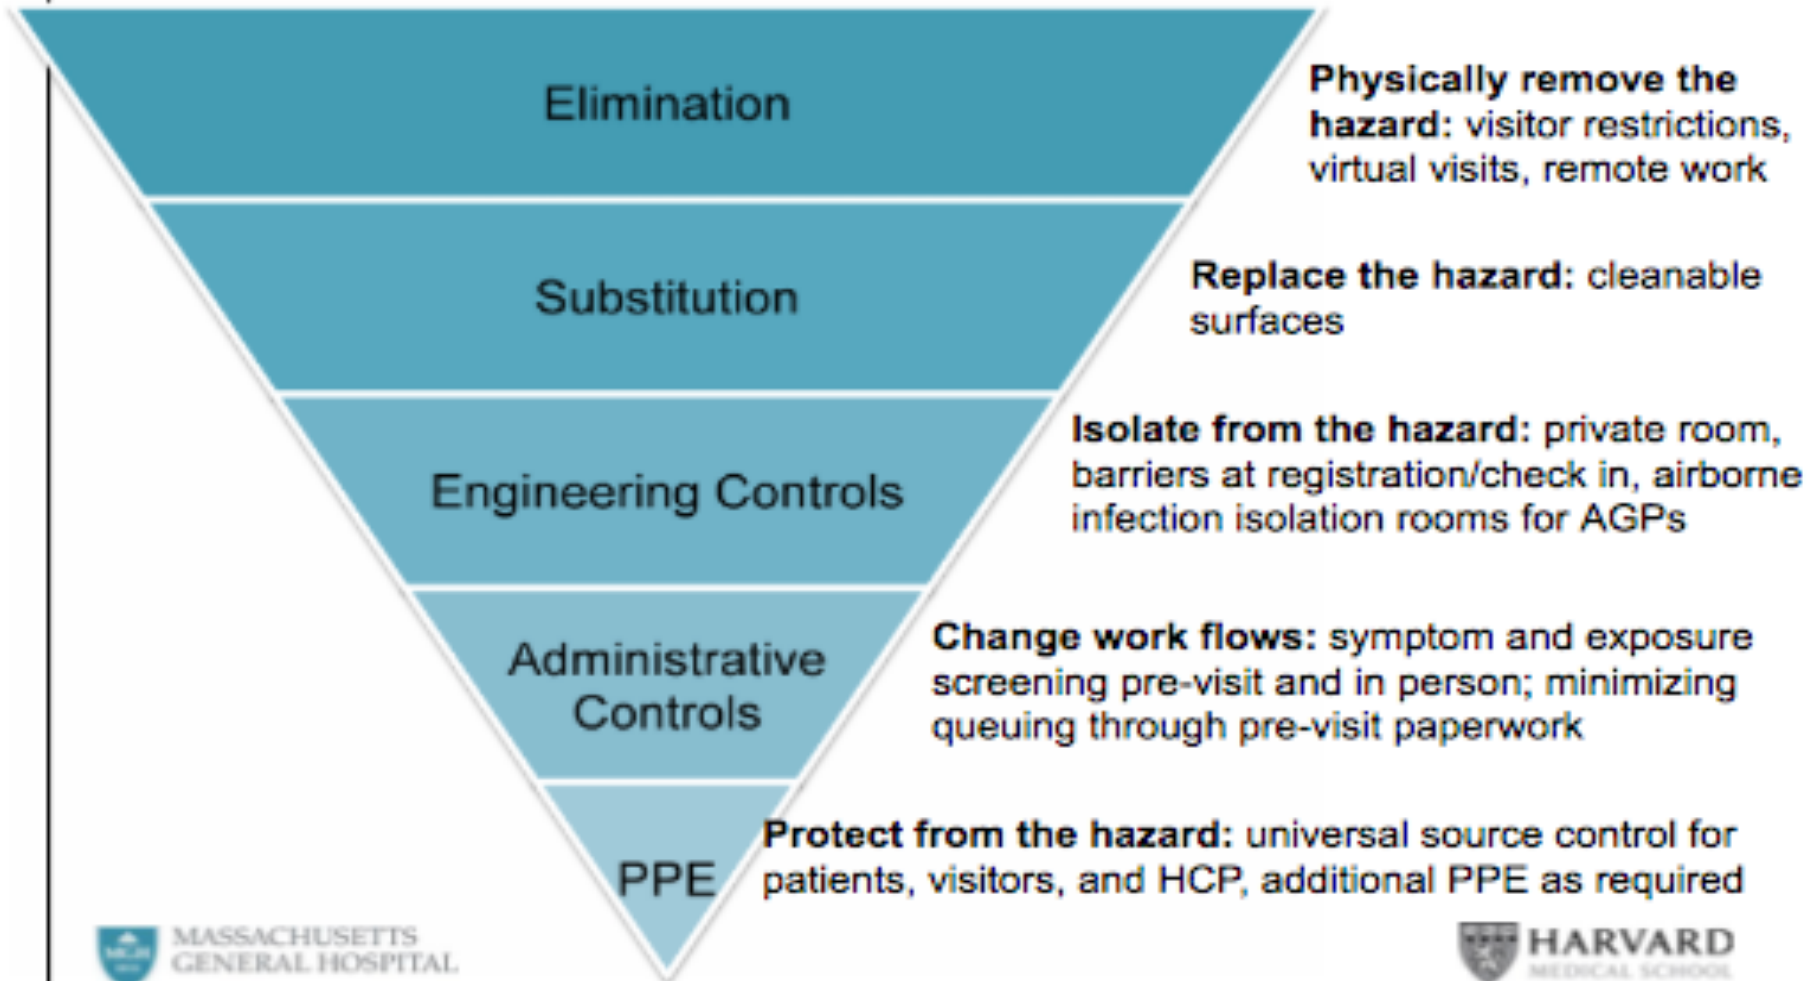 Elimination
Physically remove the
hazard: visitor restrictions,
virtual visits, remote work
Substitution
Replace the hazard: cleanable
surfaces
Engineering Controls
Isolate from the hazard: private room,
barriers at registration/check in, airborne
infection isolation rooms for AGPs
Administrative
Controls
Change work flows: symptom and exposure
screening pre-visit and in person; minimizing
queuing through pre-visit paperwork
PPE
Protect from the hazard: universal source control for
patients, visitors, and HCP, additional PPE as required
MASSACHUSETTS
GENERAL HOSPITAL
HARVARD
MEDICAL SCHOOL